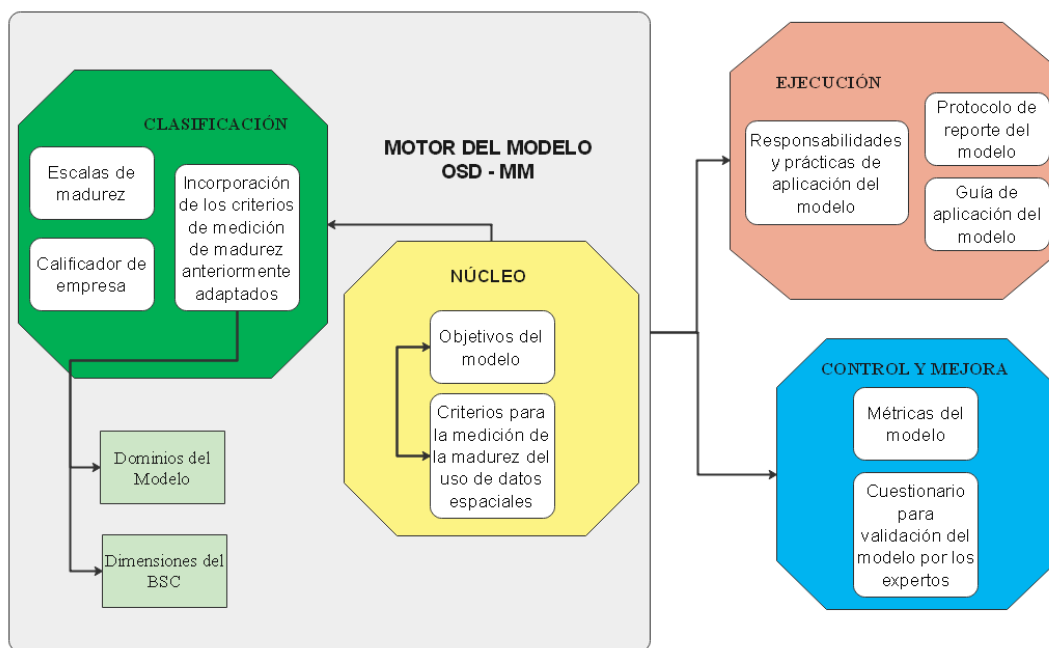 CLASIFICACIÓN
Escalas de
madurez
Calificador de
empresa
Incorporación
de los criterios
de medición
de madurez
anteriormente
adaptados
MOTOR DEL MODELO
OSD - MM
NÚCLEO
Objetivos del
modelo
Criterios para
la medición de
la madurez del
uso de datos
espaciales
Dominios del
Modelo
Dimensiones del
BSC
EJECUCIÓN
Responsabilidades
y prácticas de
aplicación del
modelo
Protocolo de
reporte del
modelo
Guía de
aplicación del
modelo
CONTROL Y MEJORA
Métricas del
modelo
Cuestionario
para
validación del
modelo por los
expertos